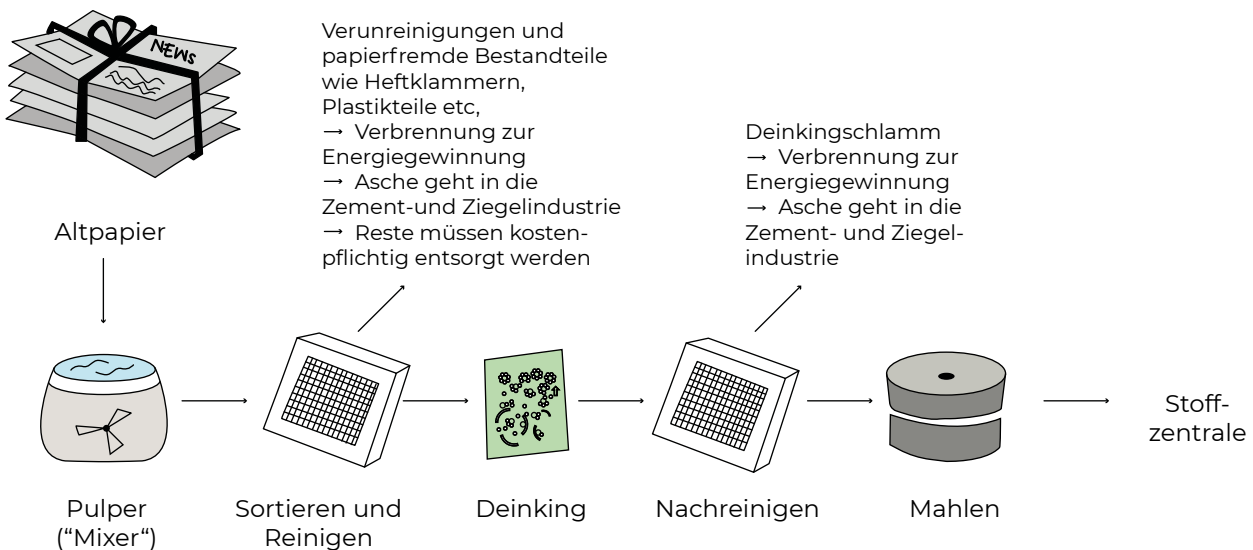 NEWS
Altpapier
Verunreinigungen und
papierfremde Bestandteile
wie Heftklammern,
Plastikteile etc,
→ Verbrennung zur
Energiegewinnung
→ Asche geht in die
Zement-und Ziegelindustrie
→ Reste müssen kosten-
pflichtig entsorgt werden
Deinkingschlamm
→ Verbrennung zur
Energiegewinnung
→ Asche geht in die
Zement- und Ziegel-
industrie
Pulper
(“Mixer“)
Sortieren und
Reinigen
Deinking
Nachreinigen
Mahlen
Stoff-
zentrale